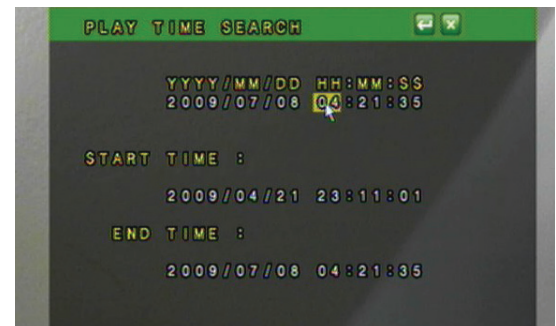 PLAY TIME SEARCH
YYYY/MM/DD HH:MM:SS
2009/07/08 04:21:35
START TIME :
2009/04/21 23:11:01
END TIME :
2009/07/08 04:21:35